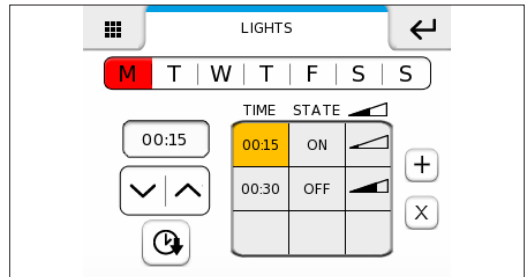 LIGHTS
M T W T F S S
TIME STATE
00:15
00:15 ON
00:30 OFF
+
X